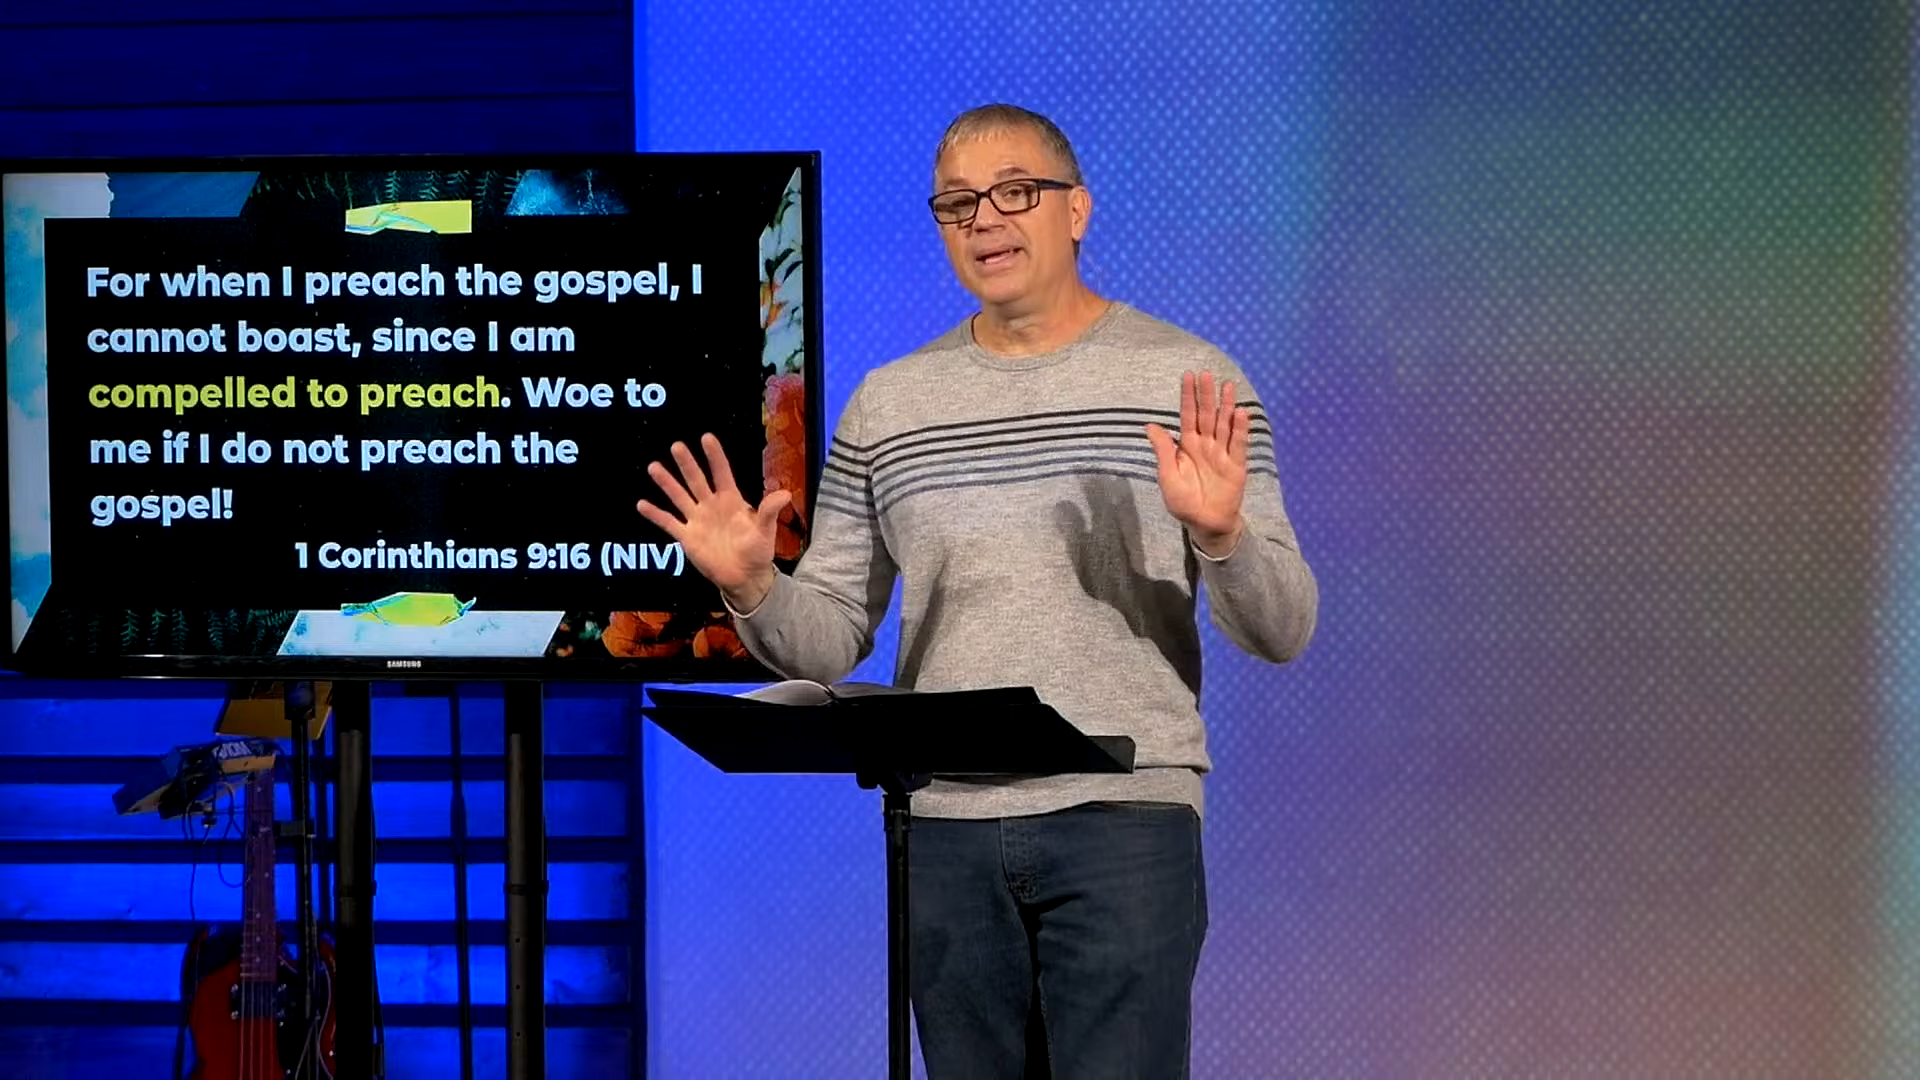 For when I preach the gospel, I
cannot boast, since I am
compelled to preach. Woe to
me if I do not preach the
gospel!
1 Corinthians 9:16 (NIV)
SAMSUNG